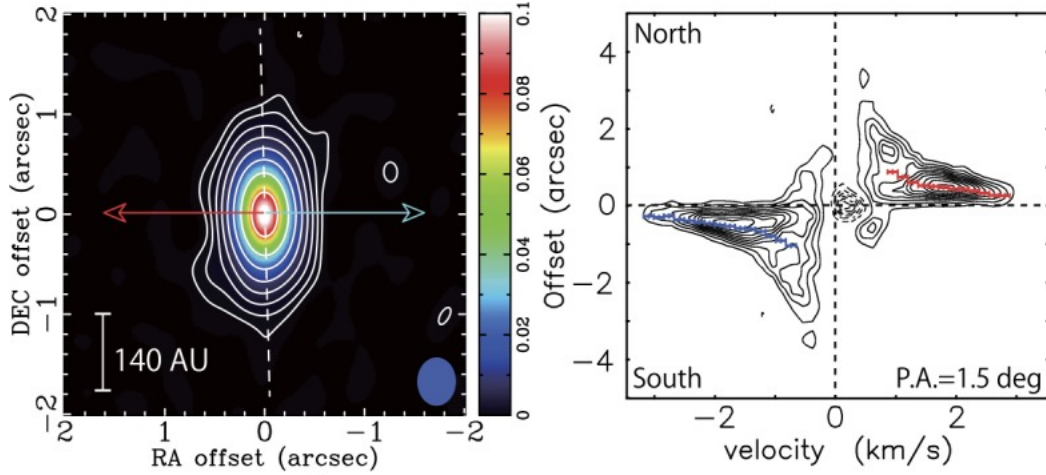 2
1
0
-1
-2
DEC offset (arcsec)
2 1 0 -1 -2
RA offset (arcsec)
140 AU
0.1
0.08
0.06
0.04
0.02
0
North
4
2
0
-2
-4
Offset (arcsec)
South
P.A.=1.5 deg
-2 0 2
velocity (km/s)